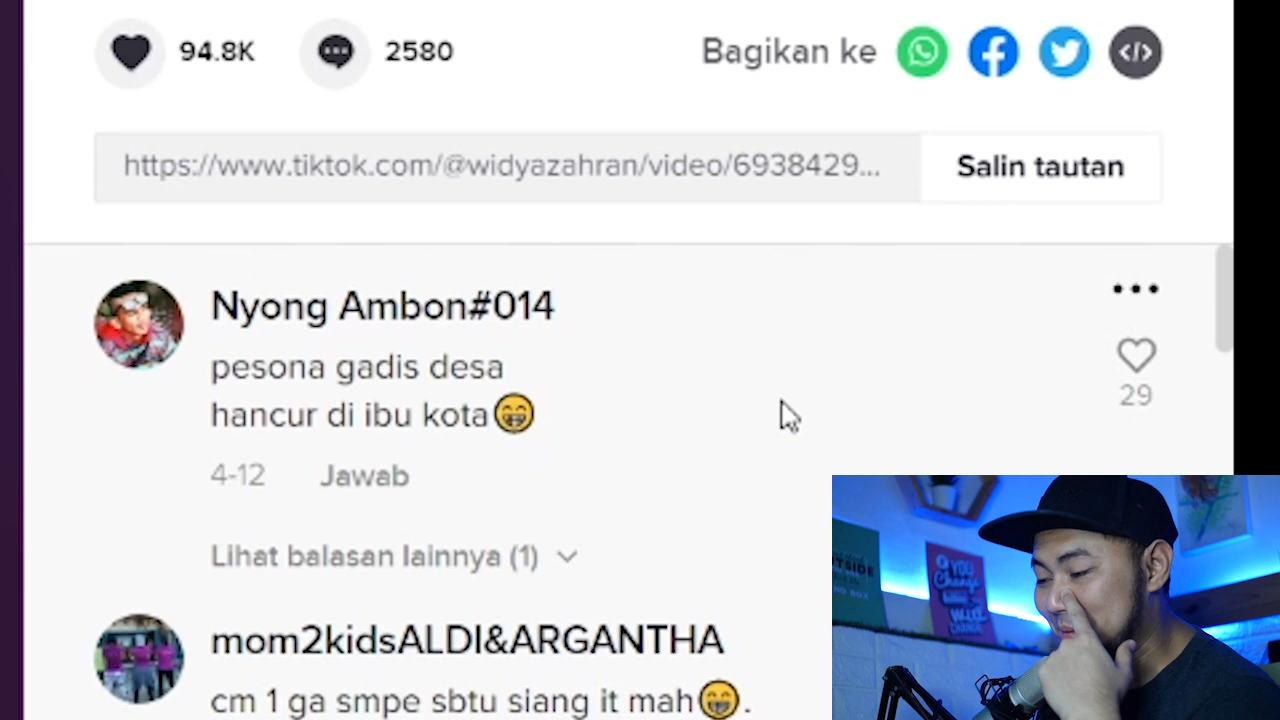 94.8K 2580 Bagikan ke
https://www.tiktok.com/@widyazahran/video/6938429... Salin tautan
Nyong Ambon#014
pesona gadis desa
hancur di ibu kota😁
29
4-12 Jawab
Lihat balasan lainnya (1)
mom2kidsALDI&ARGANTHA
cm 1 ga smpe sbtu siang it mah😁.
YOU
Change